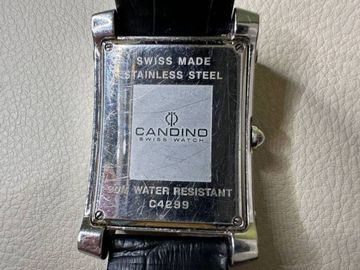 SWISS MADE
STAINLESS STEEL
CANDINO
SWISS WATCH
WATER RESISTANT
C4299